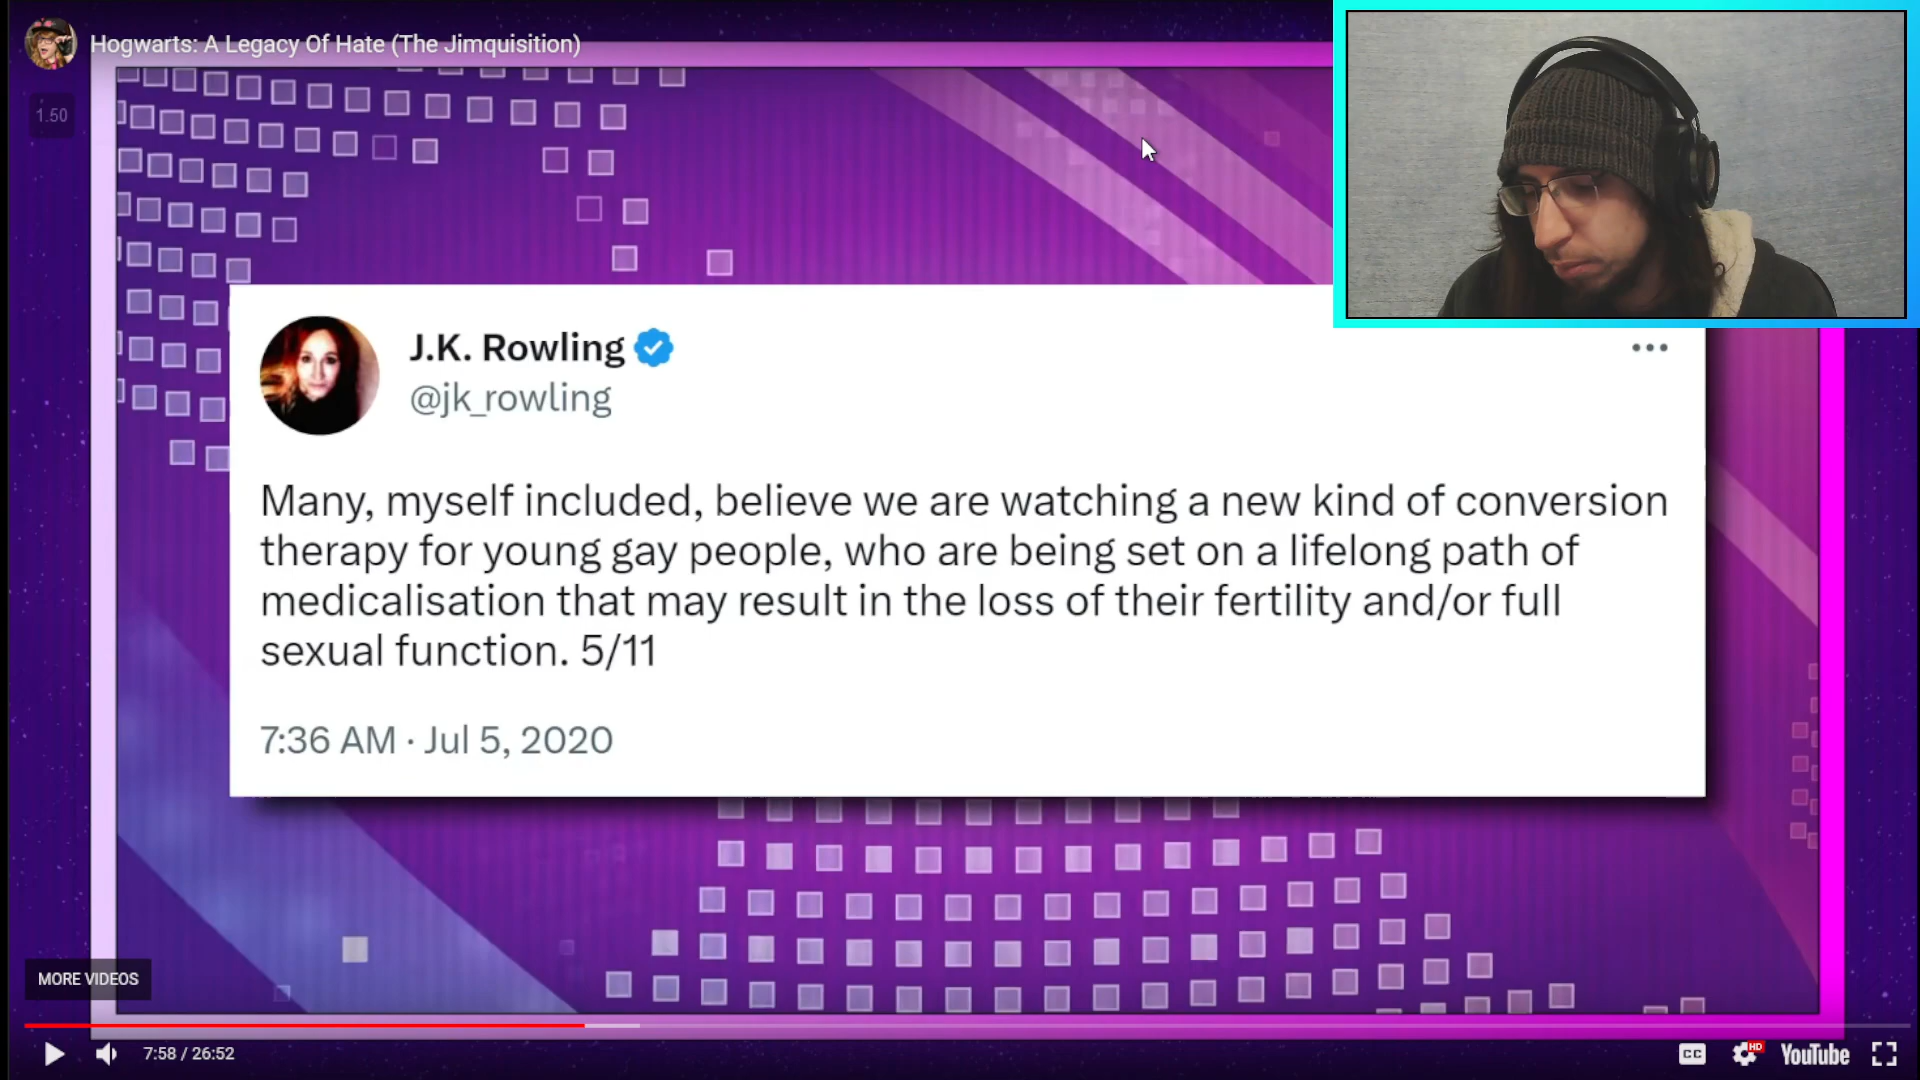 Hogwarts: A Legacy Of Hate (The Jimquisition)
1.50
J.K. Rowling
@jk_rowling
Many, myself included, believe we are watching a new kind of conversion
therapy for young gay people, who are being set on a lifelong path of
medicalisation that may result in the loss of their fertility and/or full
sexual function. 5/11
7:36 AM · Jul 5, 2020
MORE VIDEOS
7:58 / 26:52
CC
HD
YouTube